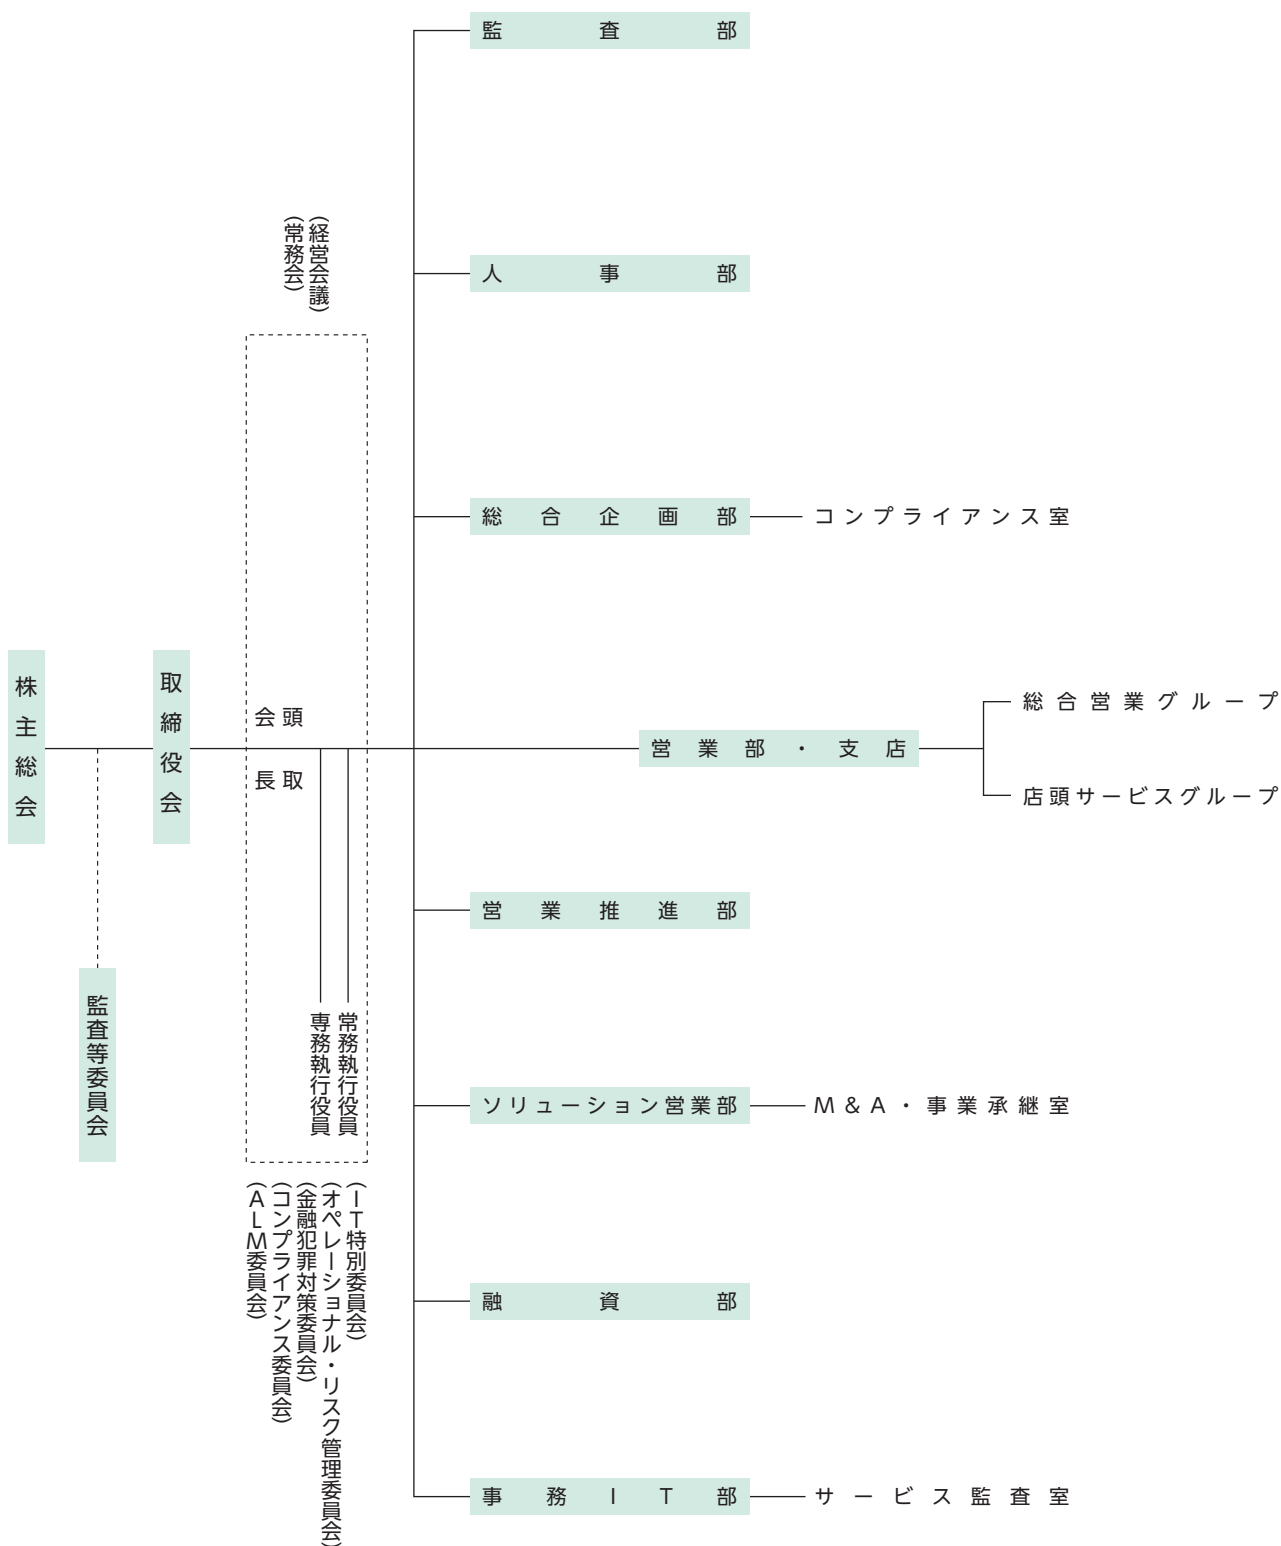 株主総会
取締役会
監査等委員会
(経営会議)
(常務会)
会長
頭取
専務執行役員
常務執行役員
(IT特別委員会)
(オペレーショナル・リスク管理委員会)
(金融犯罪対策委員会)
(コンプライアンス委員会)
(ALM委員会)
監査部
人事部
総合企画部
コンプライアンス室
営業部・支店
総合営業グループ
店頭サービスグループ
営業推進部
ソリューション営業部
M&A・事業承継室
融資部
事務IT部
サービス監査室